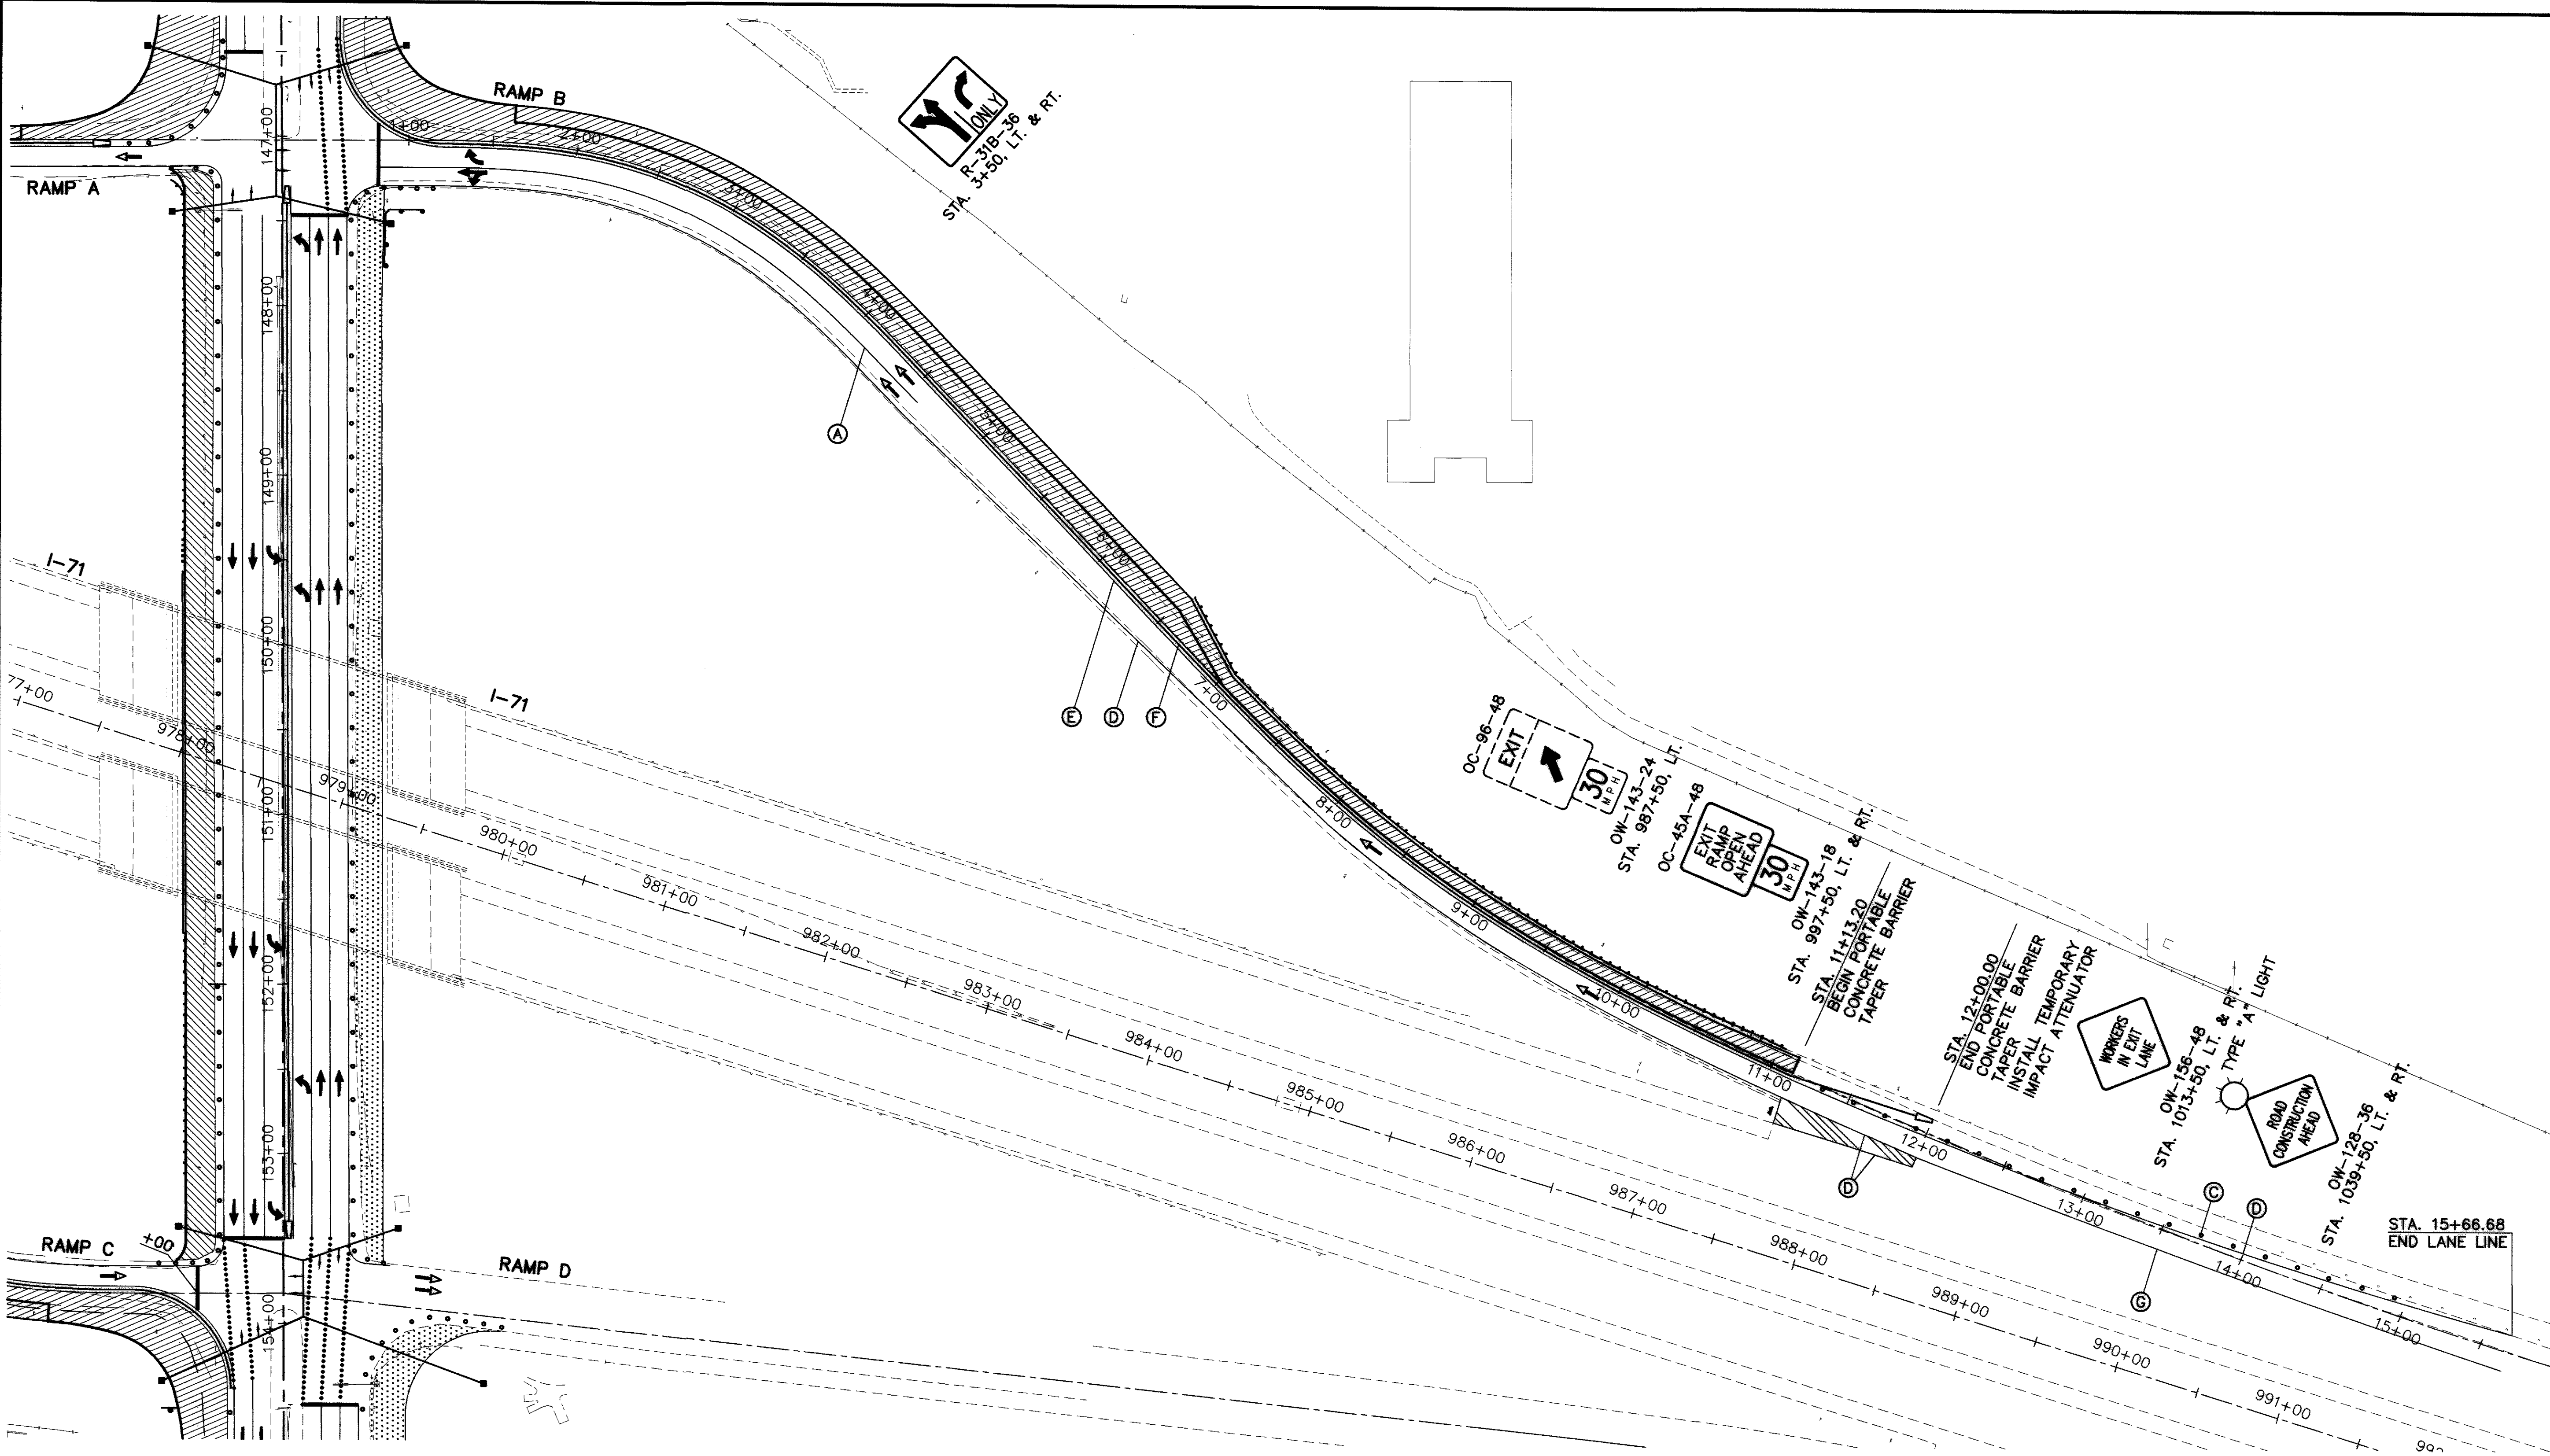 RAMP B
RAMP A
1+00
2+00
3+00
4+00
5+00
6+00
7+00
8+00
9+00
10+00
11+00
12+00
13+00
14+00
15+00
147+00
148+00
149+00
150+00
151+00
152+00
153+00
154+00
ONLY
R-31B-36
STA. 3+50, LT. & RT.
A
I-71
I-71
77+00
978+00
979+00
980+00
981+00
982+00
983+00
984+00
985+00
986+00
987+00
988+00
989+00
990+00
991+00
E
D
F
OC-96-48
EXIT
30
MPH
OW-143-24
STA. 987+50, LT.
OC-45A-48
EXIT
RAMP
OPEN
AHEAD
30
MPH
OW-143-18
STA. 997+50, LT. & RT.
STA. 11+13.20
BEGIN PORTABLE
CONCRETE BARRIER
TAPER
STA. 12+00.00
END PORTABLE
CONCRETE BARRIER
TAPER
INSTALL TEMPORARY
IMPACT ATTENUATOR
WORKERS
IN EXIT
LANE
OW-156-48
STA. 1013+50, LT. & RT.
TYPE "A" LIGHT
ROAD
CONSTRUCTION
AHEAD
OW-128-36
STA. 1039+50, LT. & RT.
D
C
D
G
STA. 15+66.68
END LANE LINE
RAMP C
+00
RAMP D